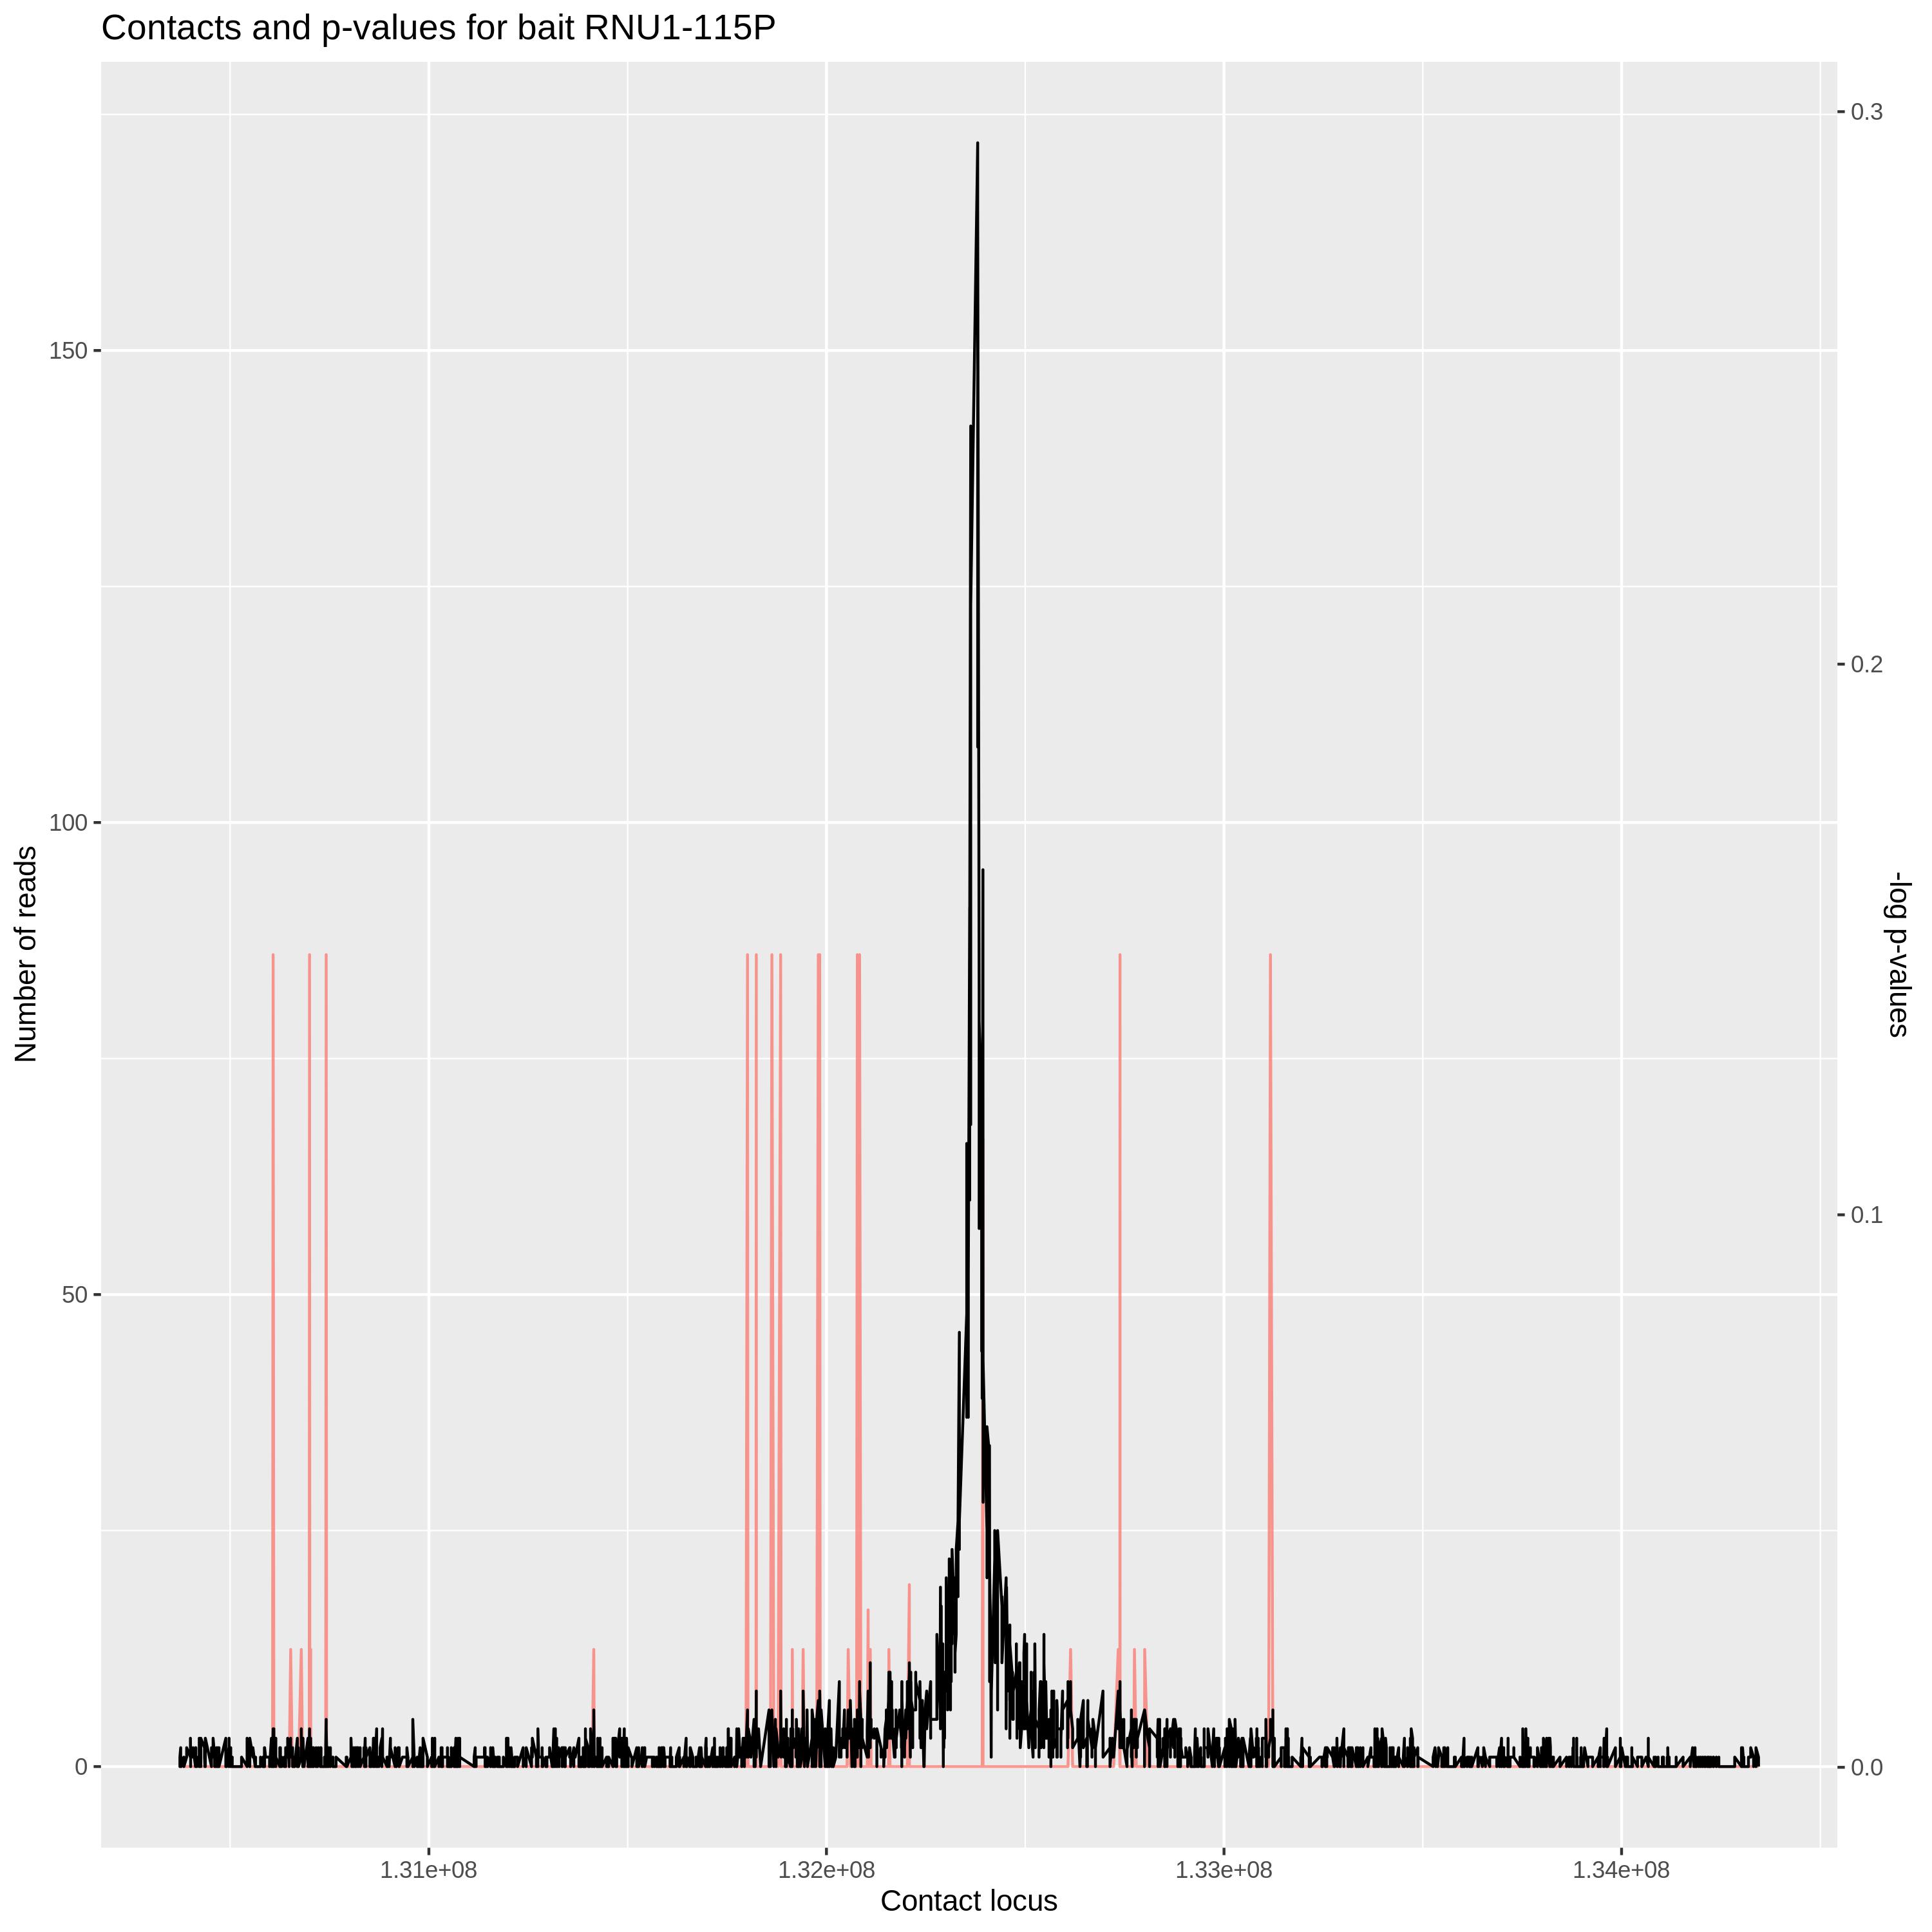 Contacts and p-values for bait RNU1-115P
0.3
150
0.2
100
Number of reads
-log p-values
0.1
50
0
0.0
1.31e+08
1.32e+08
1.33e+08
1.34e+08
Contact locus